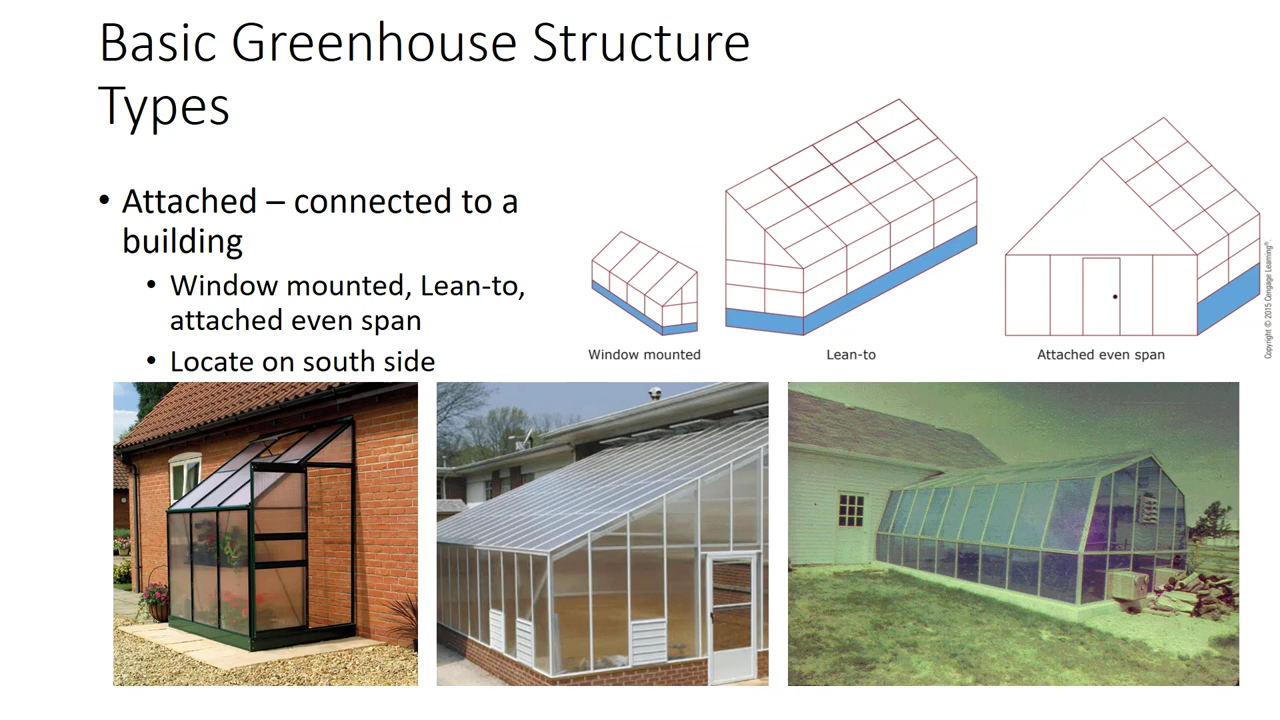 Basic Greenhouse Structure
Types
• Attached – connected to a
building
• Window mounted, Lean-to,
attached even span
• Locate on south side
Window mounted
Lean-to
Attached even span
Copyright © 2015 Cengage Learning®.